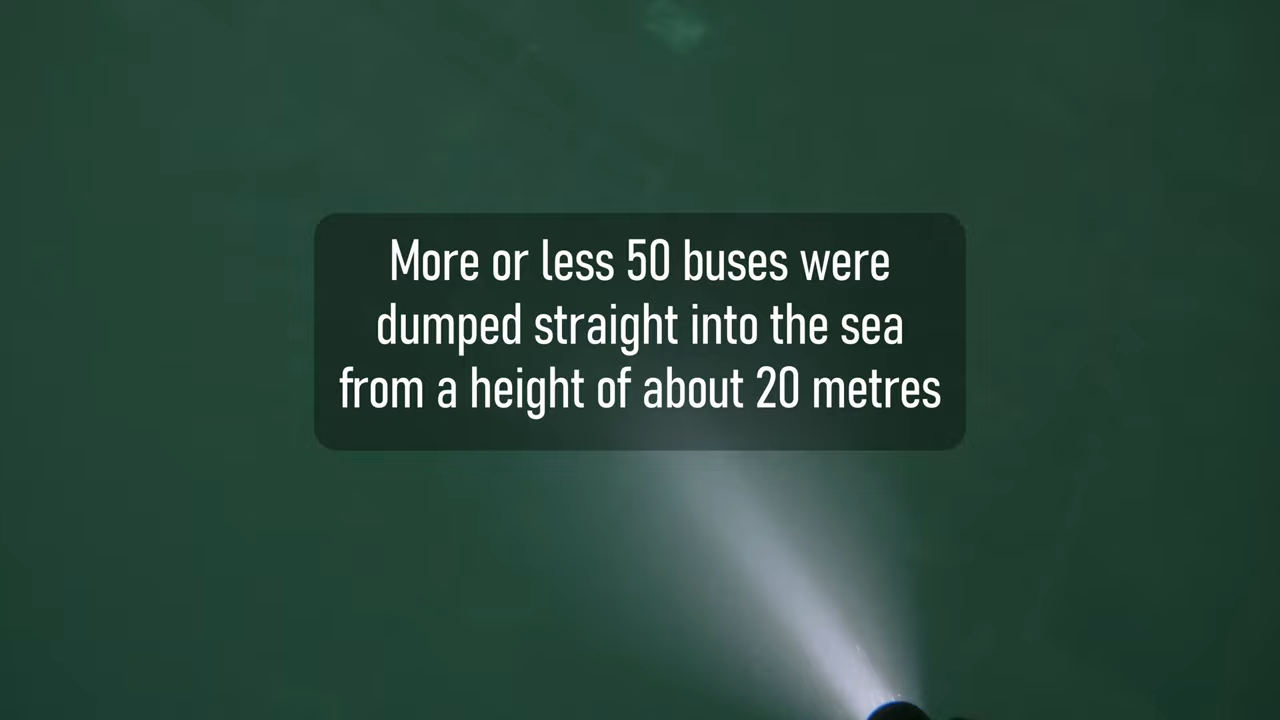 More or less 50 buses were
dumped straight into the sea
from a height of about 20 metres